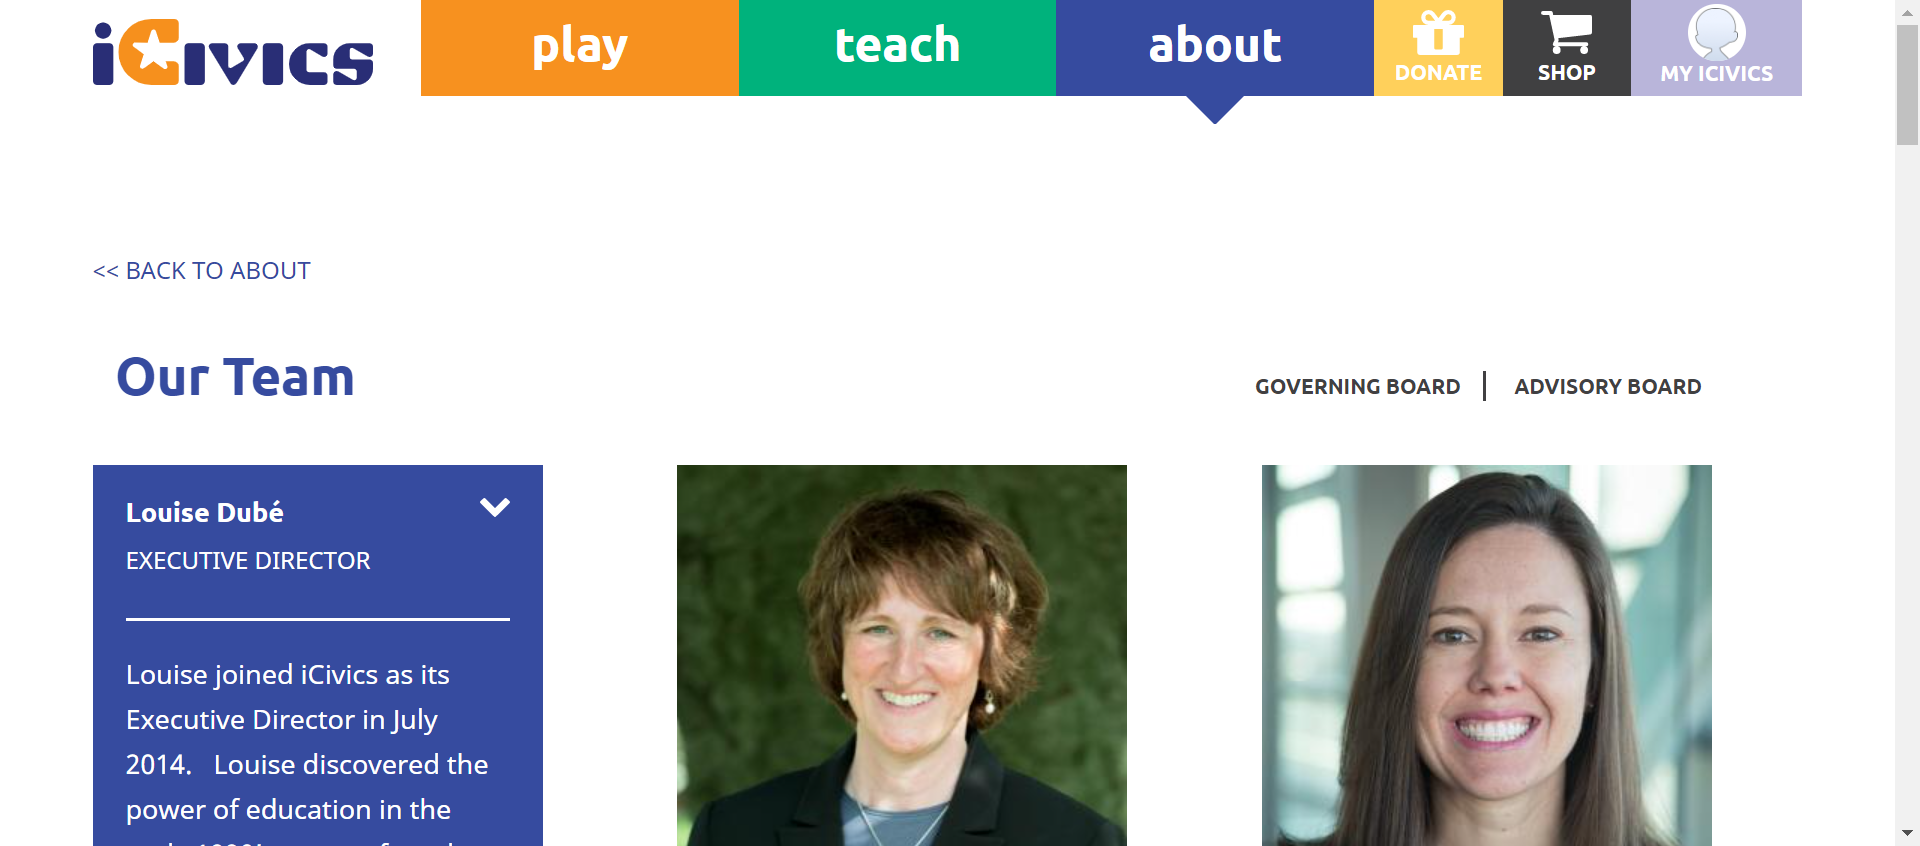 iCivics
play
teach
about
DONATE
SHOP
MY ICIVICS
<< BACK TO ABOUT
Our Team
GOVERNING BOARD
ADVISORY BOARD
Louise Dubé
EXECUTIVE DIRECTOR
Louise joined iCivics as its
Executive Director in July
2014.   Louise discovered the
power of education in the